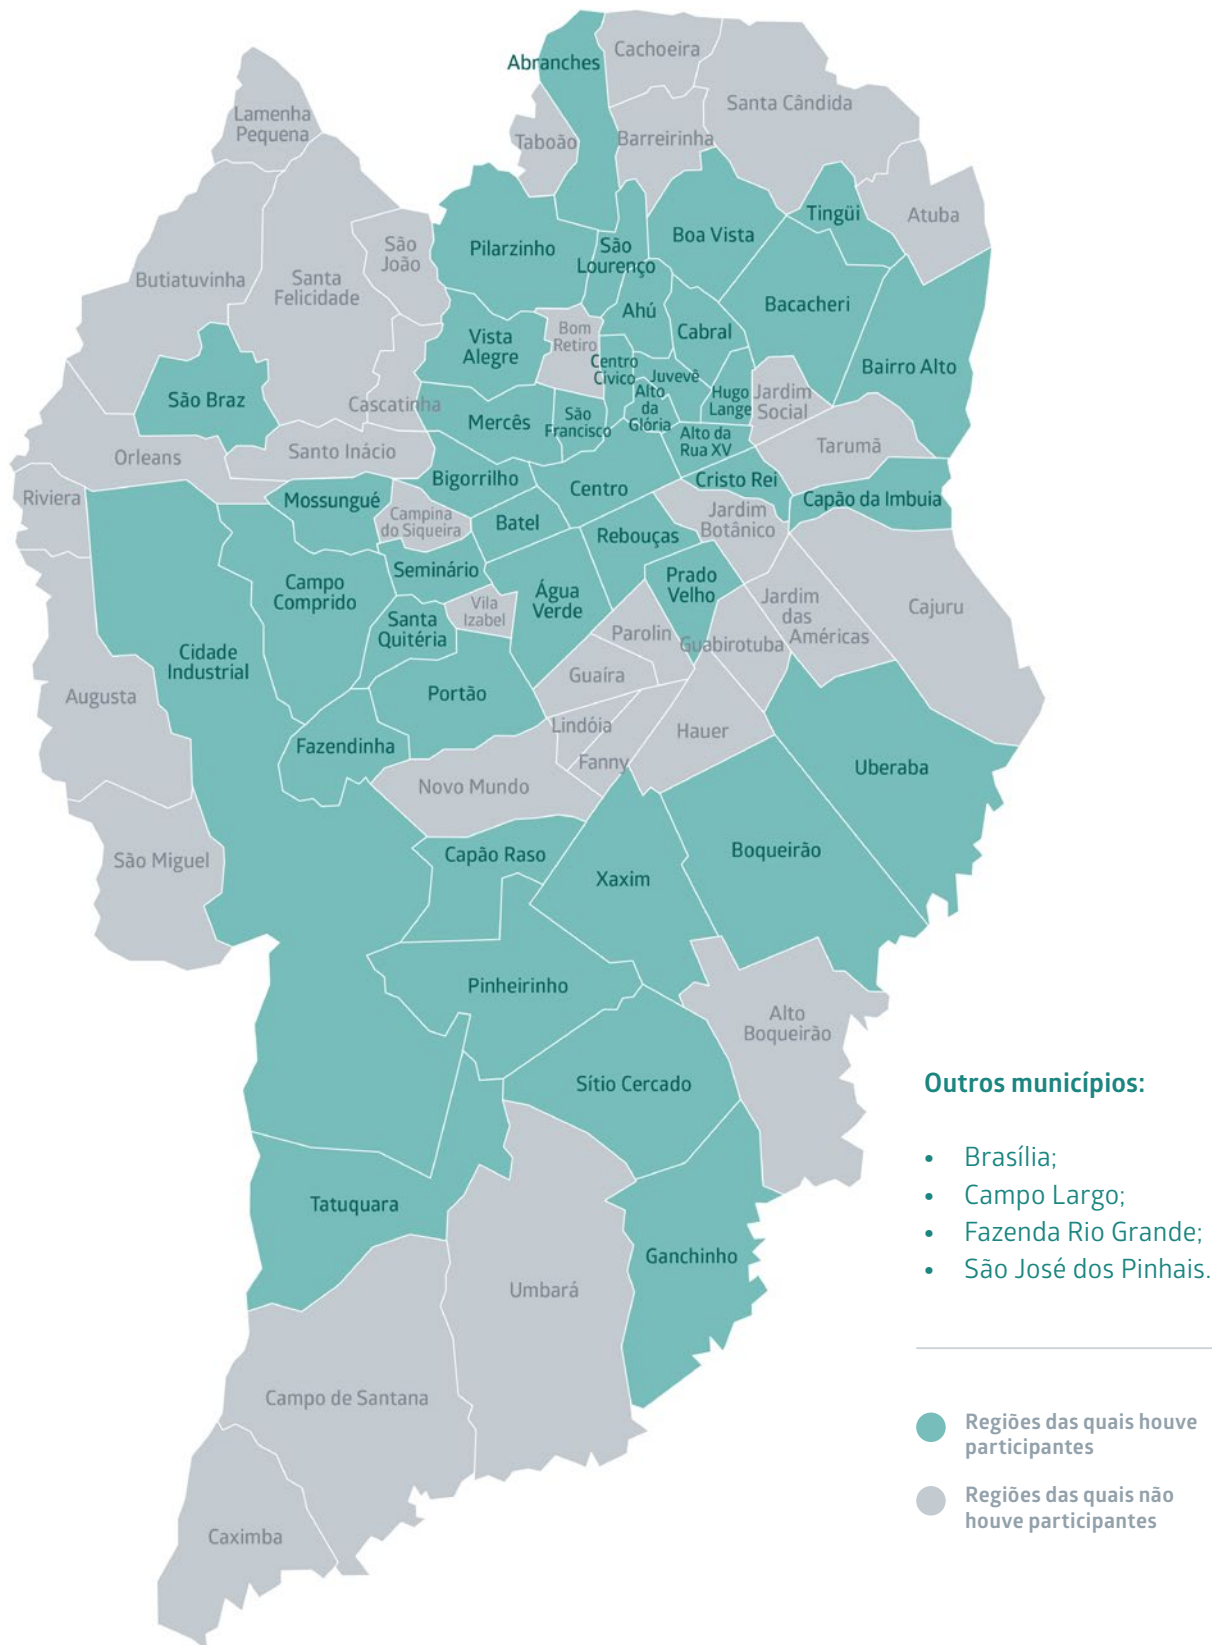 Abranches
Cachoeira
Santa Cândida
Lamenha
Pequena
Taboão
Barreirinha
Tingüi
Atuba
Boa Vista
Pilarzinho
São
Lourenço
São
João
Butiatuvinha
Santa
Felicidade
Bacacheri
Ahú
Cabral
Bom
Retiro
Vista
Alegre
Centro
Cívico
Juvevê
Bairro Alto
Hugo
Lange
Jardim
Social
Alto
da
Glória
São Braz
Cascatinha
Mercês
São
Francisco
Alto da
Rua XV
Tarumã
Orleans
Santo Inácio
Bigorrilho
Centro
Cristo Rei
Capão da Imbuia
Riviera
Mossunguê
Campina
do Siqueira
Batel
Rebouças
Jardim
Botânico
Seminário
Campo
Comprido
Água
Verde
Prado
Velho
Vila
Izabel
Jardim
das
Américas
Cajuru
Santa
Quitéria
Parolin
Guabirotuba
Cidade
Industrial
Guaíra
Augusta
Portão
Lindóia
Hauer
Fazendinha
Fanny
Uberaba
Novo Mundo
São Miguel
Capão Raso
Boqueirão
Xaxim
Pinheirinho
Alto
Boqueirão
Sítio Cercado
Tatuquara
Ganchinho
Umbará
Campo de Santana
Caximba
Outros municípios:
• Brasília;
• Campo Largo;
• Fazenda Rio Grande;
• São José dos Pinhais.
Regiões das quais houve
participantes
Regiões das quais não
houve participantes